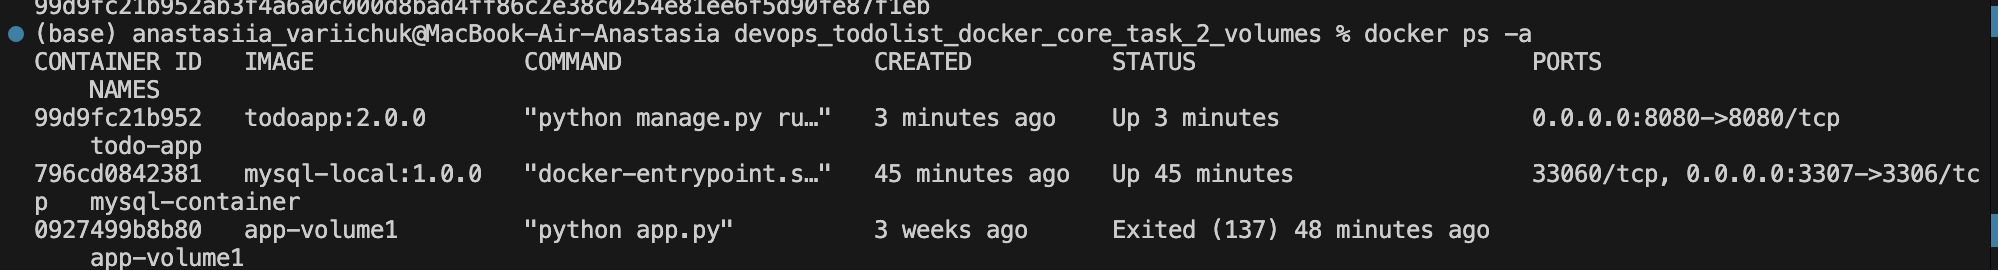 99d9fc21b952ab3f4a6a0c000d8bad4ff86c2e38c0254e81ee6f5d90fe87f1eb
(base) anastasiia_variichuk@MacBook-Air-Anastasia devops_todolist_docker_core_task_2_volumes % docker ps -a
CONTAINER ID   IMAGE               COMMAND                  CREATED          STATUS                        PORTS
    NAMES
99d9fc21b952   todoapp:2.0.0       "python manage.py ru…"   3 minutes ago    Up 3 minutes                  0.0.0.0:8080->8080/tcp
    todo-app
796cd0842381   mysql-local:1.0.0   "docker-entrypoint.s…"   45 minutes ago   Up 45 minutes                 33060/tcp, 0.0.0.0:3307->3306/tc
p   mysql-container
0927499b8b80   app-volume1         "python app.py"          3 weeks ago      Exited (137) 48 minutes ago
    app-volume1